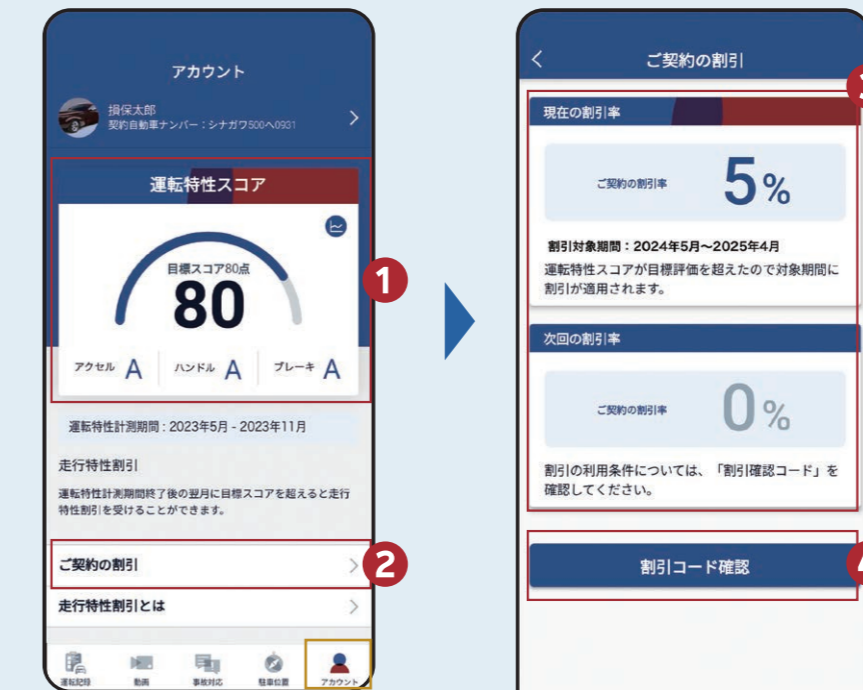 アカウント
損保太郎
契約自動車ナンバー：シナガワ500へ0931
運転特性スコア
目標スコア80点
80
アクセル A ハンドル A ブレーキ A
運転特性計測期間 : 2023年5月 - 2023年11月
走行特性割引
運転特性計測期間終了後の翌月に目標スコアを超えると走行
特性割引を受けることができます。
ご契約の割引
走行特性割引とは
運転記録 動画 事故対応 駐車位置 アカウント
1
2
ご契約の割引
現在の割引率
ご契約の割引率 5%
割引対象期間：2024年5月～2025年4月
運転特性スコアが目標評価を超えたので対象期間に
割引が適用されます。
次回の割引率
ご契約の割引率 0%
割引の利用条件については、「割引確認コード」を
確認してください。
割引コード確認